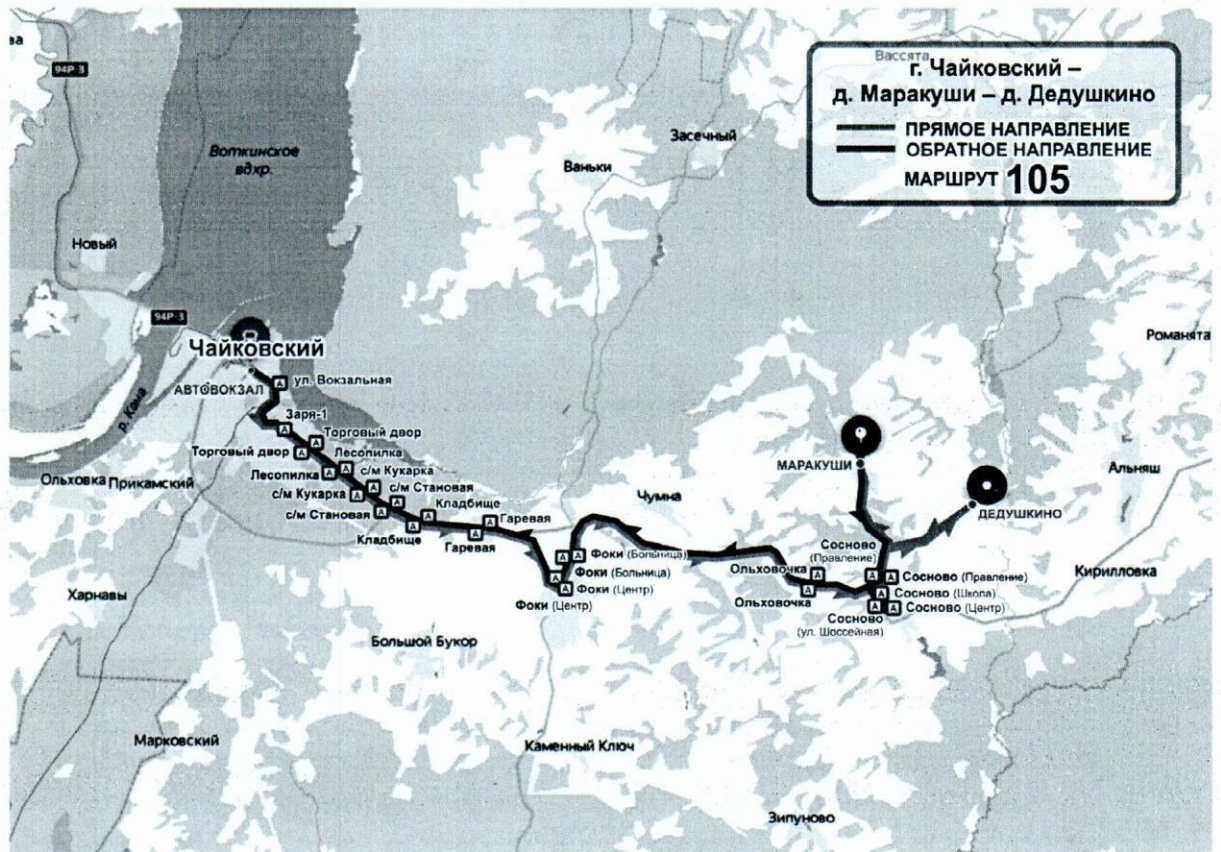 ва
94Р-3
Воткинское
вдхр.
Новый
94Р-3
Вассята
г. Чайковский –
д. Маракуши – д. Дедушкино
ПРЯМОЕ НАПРАВЛЕНИЕ
ОБРАТНОЕ НАПРАВЛЕНИЕ
МАРШРУТ 105
Засечный
Ваньки
Романята
Чайковский
АВТОВОКЗАЛ
ул. Вокзальная
р. Кама
Заря-1
Торговый двор
Торговый двор
Лесопилка
Лесопилка
с/м Кукарка
с/м Кукарка
с/м Становая
с/м Становая
Кладбище
Кладбище
Гаревая
Гаревая
Ольховка
Прикамский
Чумна
МАРАКУШИ
ДЕДУШКИНО
Альняш
Фоки (Больница)
Фоки (Больница)
Фоки (Центр)
Фоки (Центр)
Ольховочка
Ольховочка
Сосново
(Правление)
Сосново (Правление)
Сосново (Школа)
Сосново (Центр)
Сосново
(ул. Шоссейная)
Кирилловка
Харнавы
Большой Букор
Марковский
Каменный Ключ
Зипуново